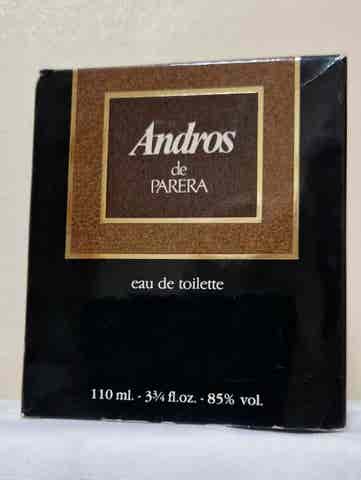 Andros
de
PARERA
eau de toilette
110 ml. - 3¾ fl.oz. - 85% vol.